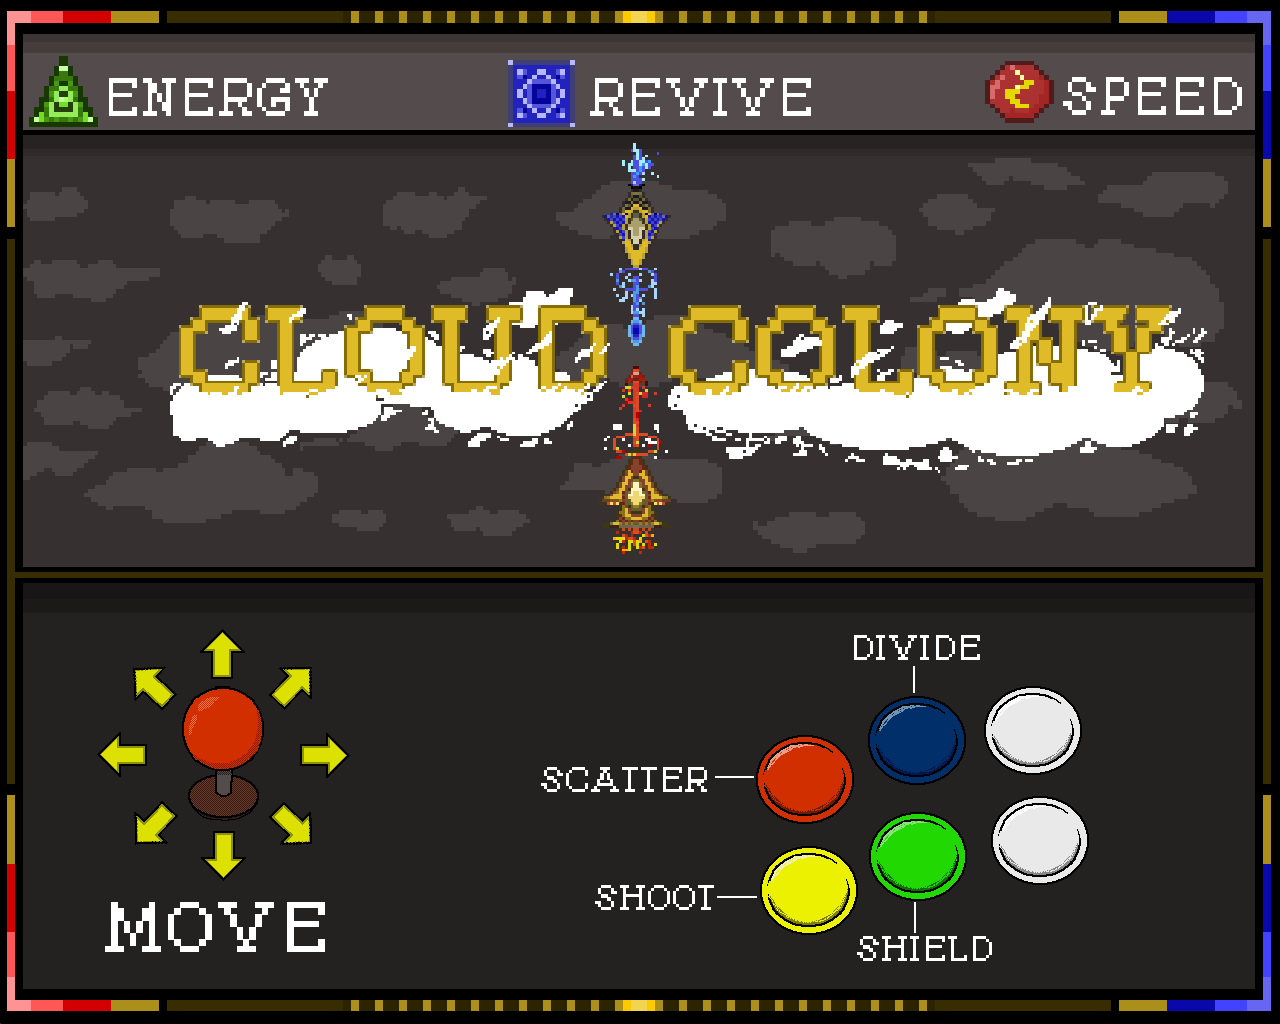 ENERGY REVIVE SPEED
CLOUD COLONY
DIVIDE
SCATTER
SHOOT
SHIELD
MOVE